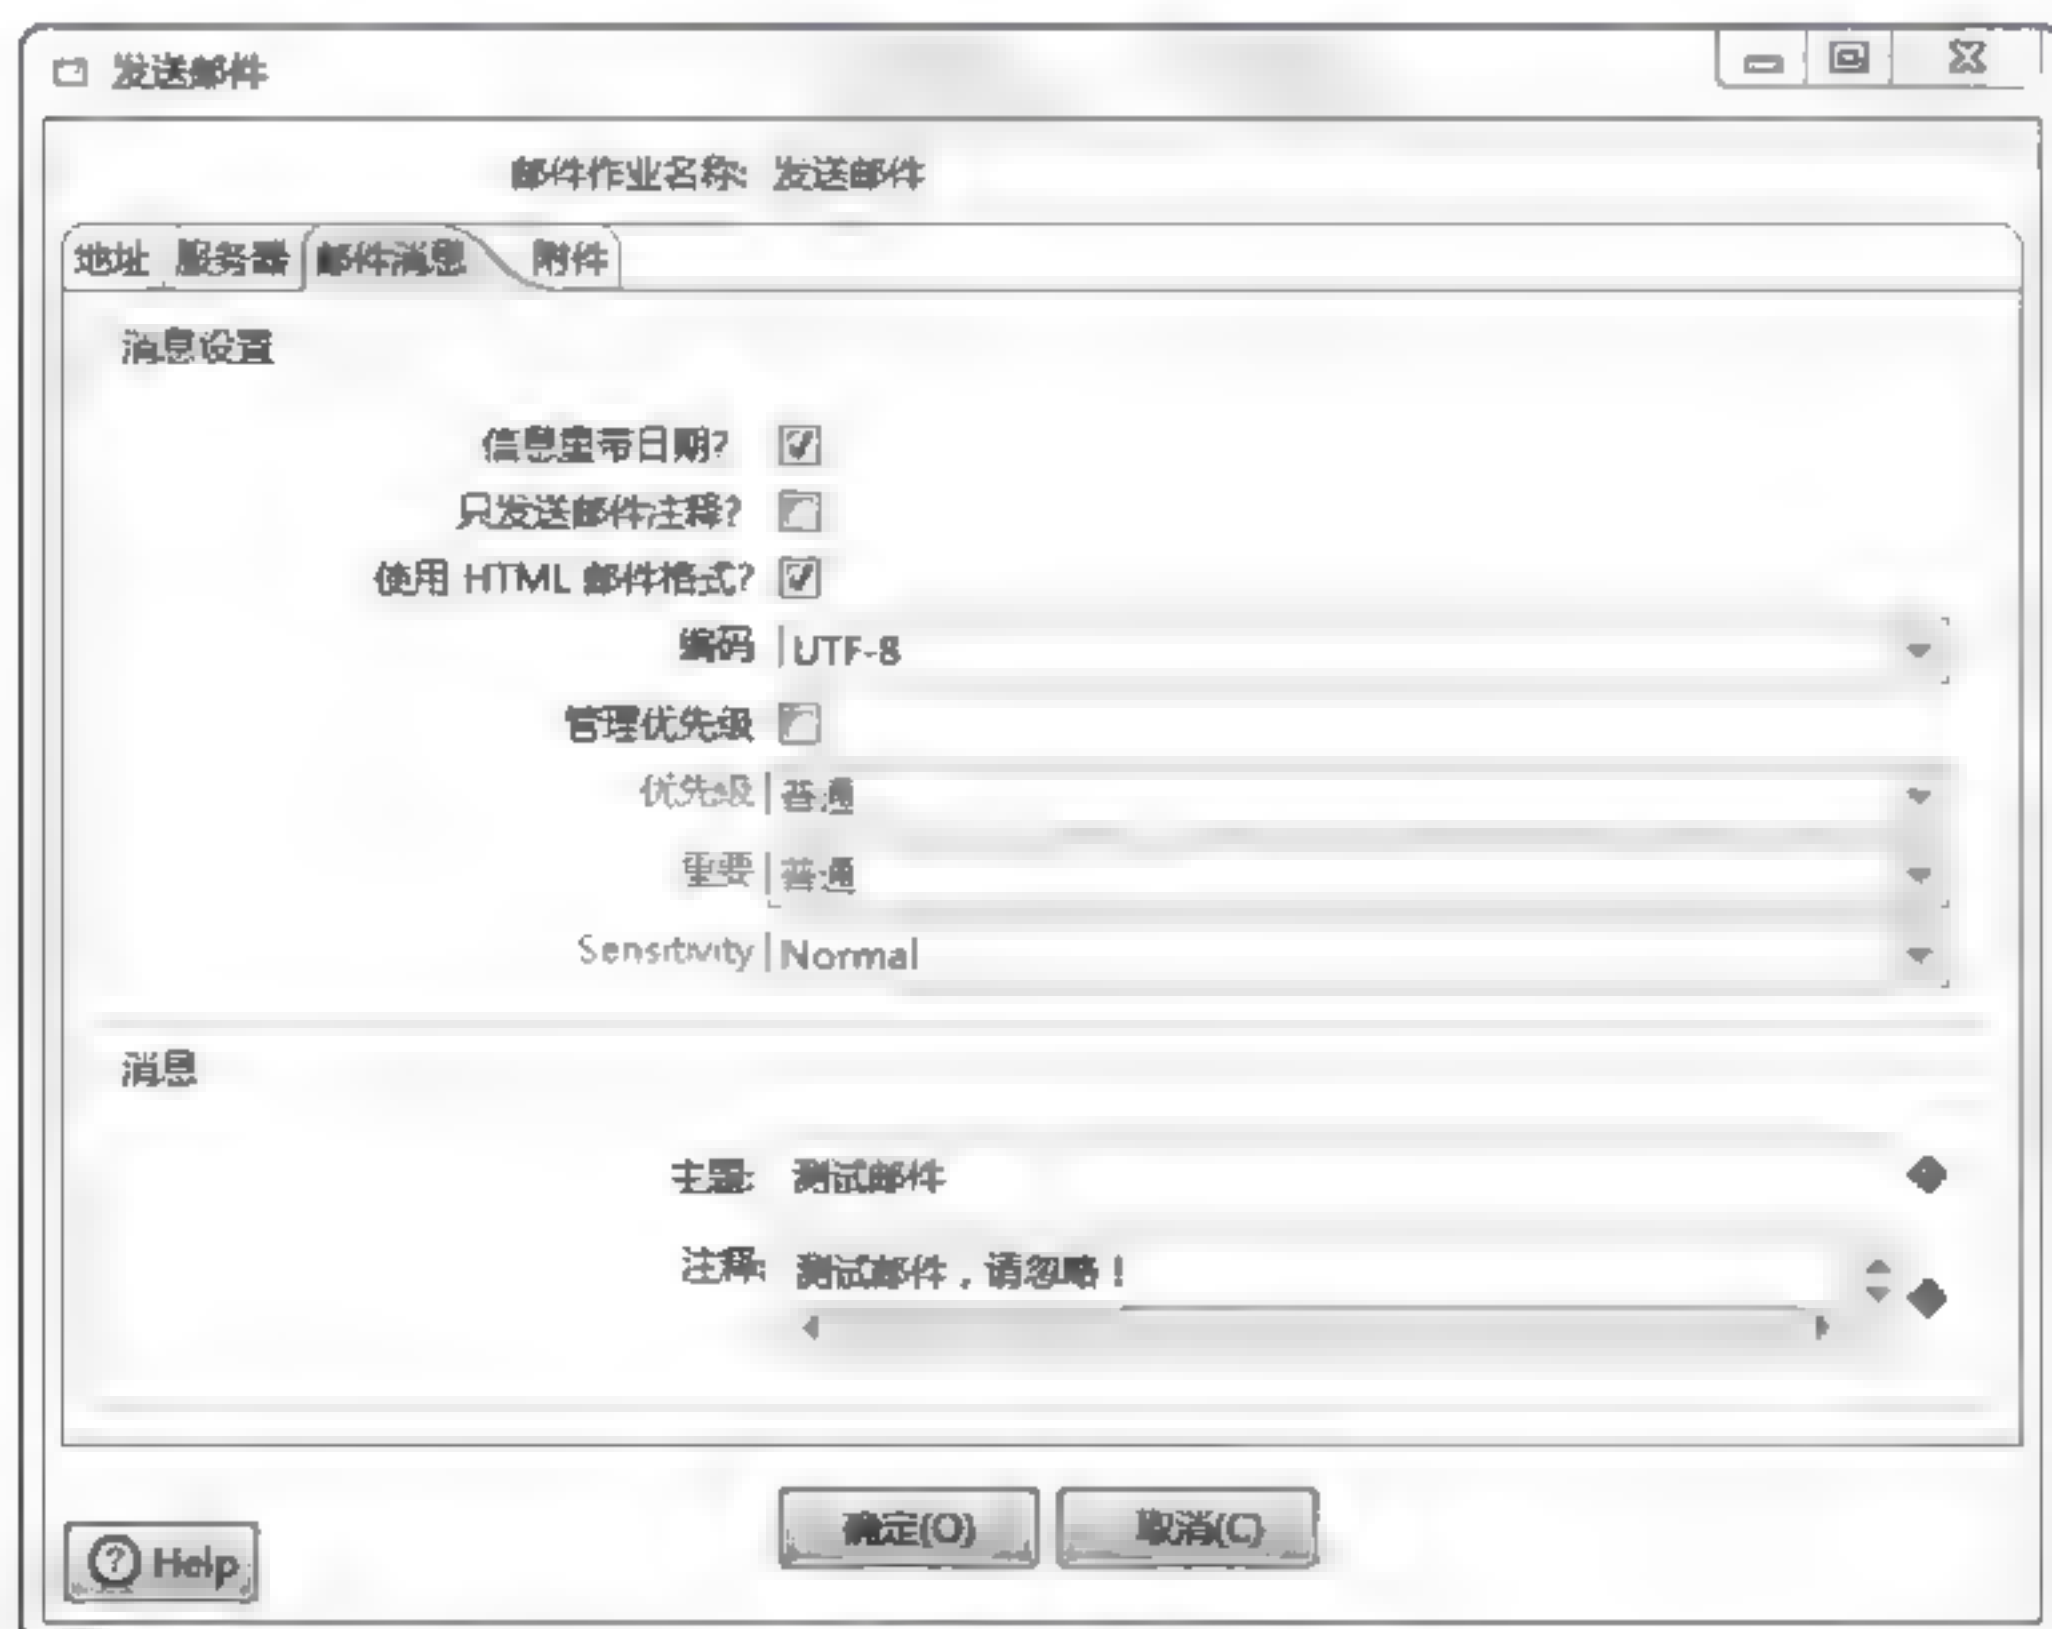 发送邮件
邮件作业名称: 发送邮件
地址 服务器 邮件消息 附件
消息设置
信息里带日期?
只发送邮件注释?
使用 HTML 邮件格式?
编码 UTF-8
管理优先级
优先级 普通
重要 普通
Sensitivity Normal
消息
主题: 测试邮件
注释: 测试邮件，请忽略！
确定(O) 取消(C)
Help